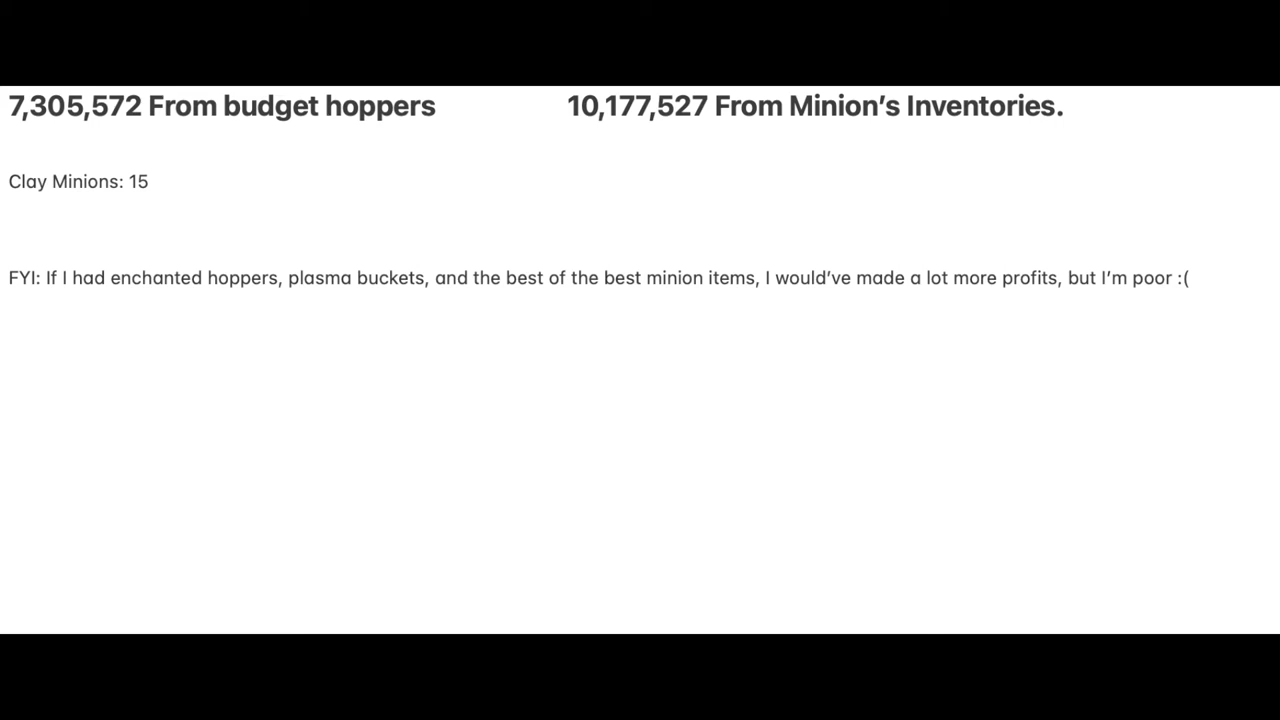 7,305,572 From budget hoppers
10,177,527 From Minion’s Inventories.
Clay Minions: 15
FYI: If I had enchanted hoppers, plasma buckets, and the best of the best minion items, I would’ve made a lot more profits, but I’m poor :(